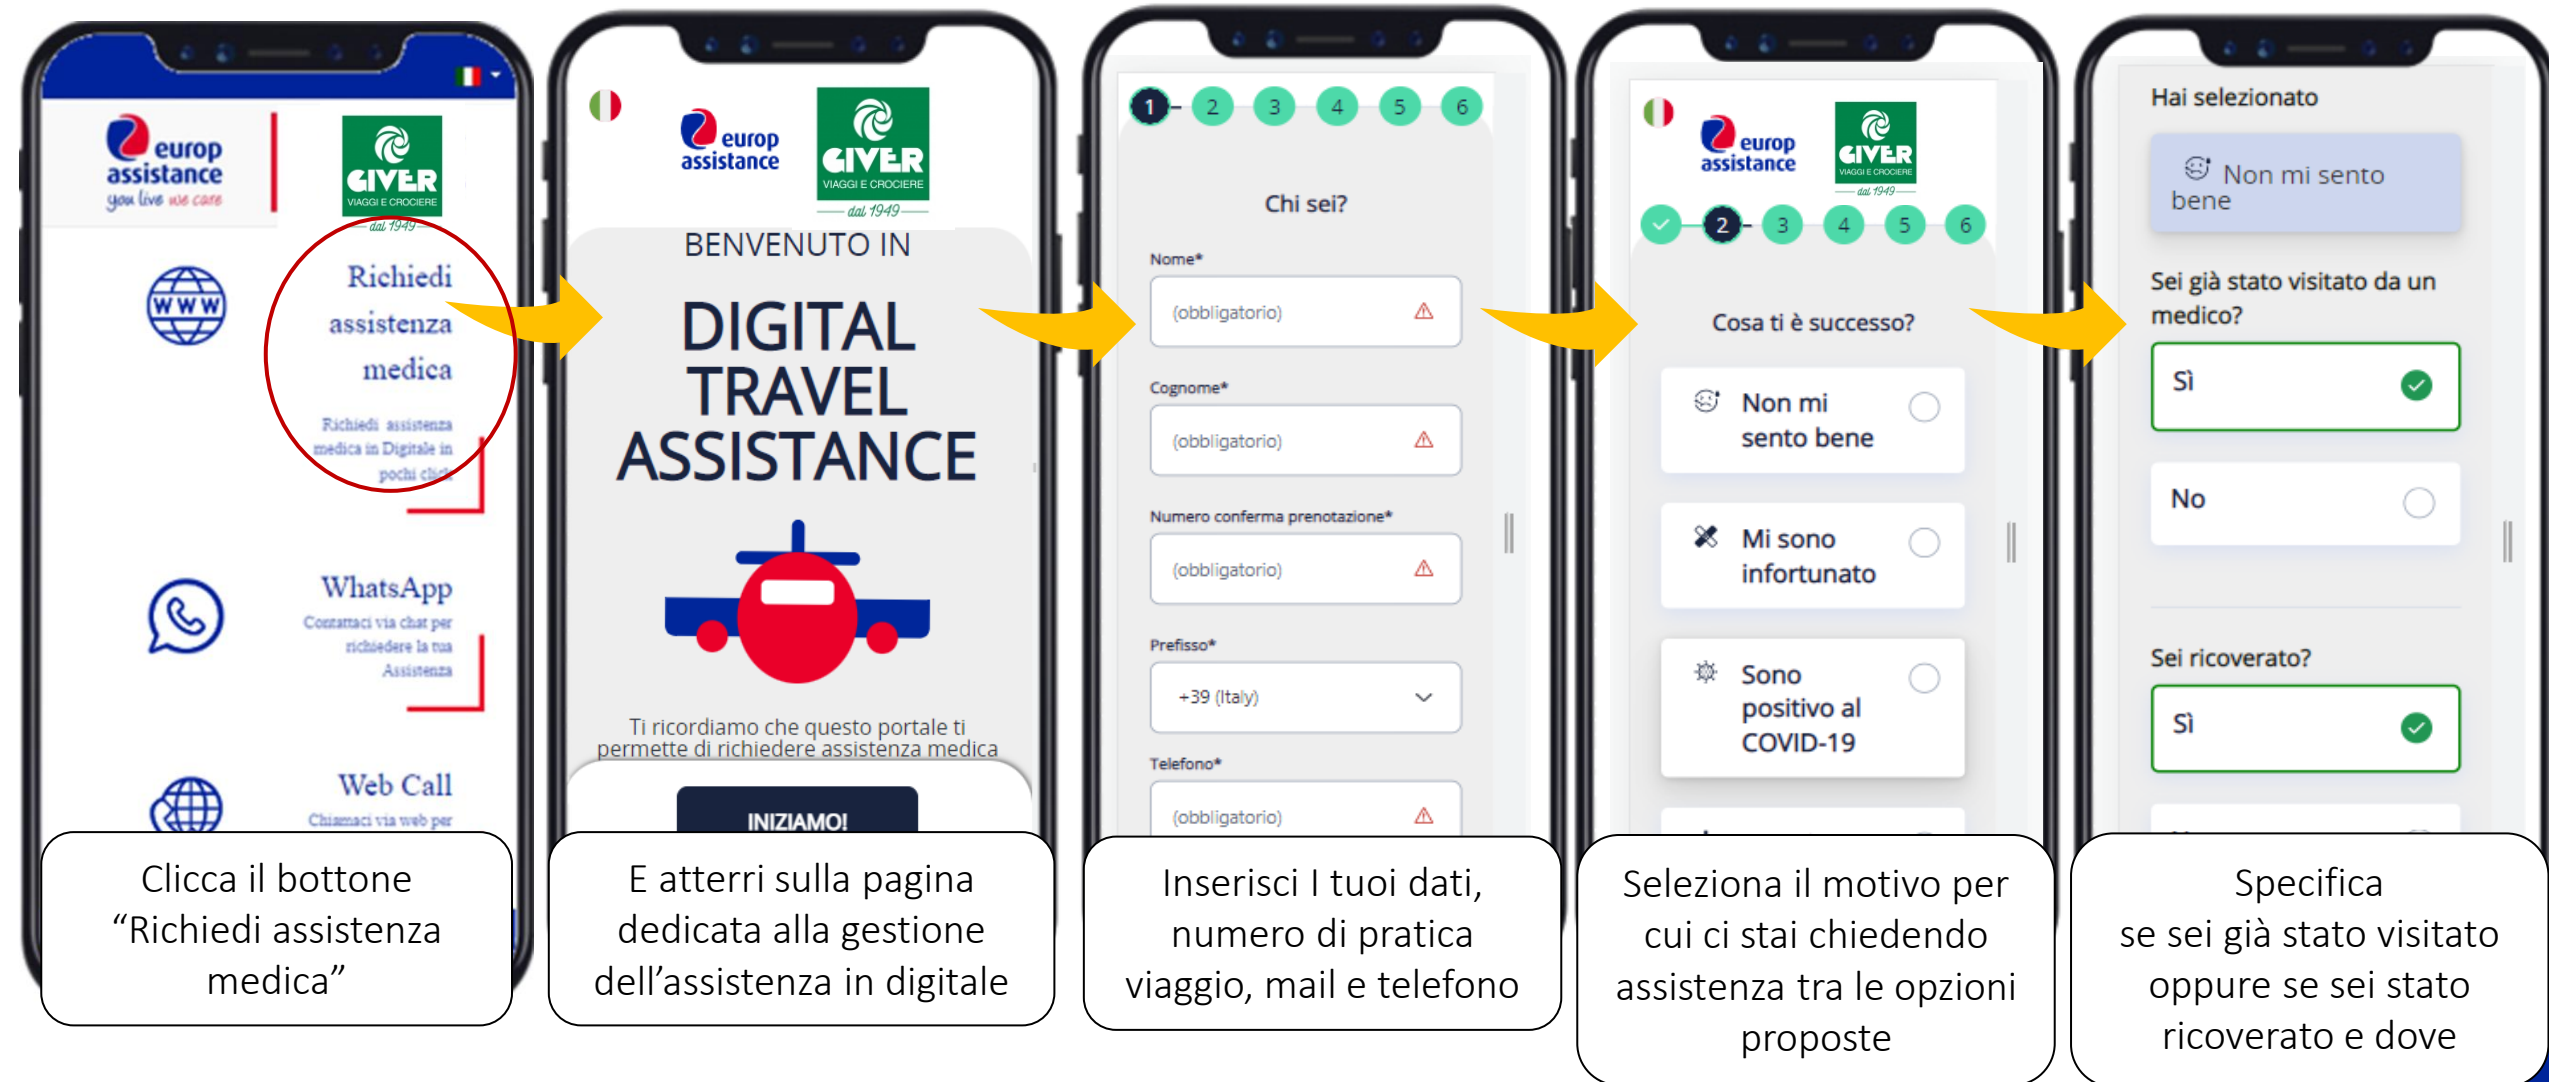 europ
assistance
you live we care
GIVER
VIAGGI E CROCIERE
dal 1949
WWW
Richiedi
assistenza
medica
Richiedi assistenza
medica in Digitale in
pochi click
WhatsApp
Contattaci via chat per
richiedere la tua
Assistenza
Web Call
Chiamaci via web per
Clicca il bottone
“Richiedi assistenza
medica”
europ
assistance
GIVER
VIAGGI E CROCIERE
dal 1949
BENVENUTO IN
DIGITAL
TRAVEL
ASSISTANCE
Ti ricordiamo che questo portale ti
permette di richiedere assistenza medica
INIZIAMO!
E atterri sulla pagina
dedicata alla gestione
dell’assistenza in digitale
1 2 3 4 5 6
Chi sei?
Nome*
(obbligatorio)
Cognome*
(obbligatorio)
Numero conferma prenotazione*
(obbligatorio)
Prefisso*
+39 (Italy)
Telefono*
(obbligatorio)
Inserisci I tuoi dati,
numero di pratica
viaggio, mail e telefono
europ
assistance
GIVER
VIAGGI E CROCIERE
dal 1949
2 3 4 5 6
Cosa ti è successo?
Non mi
sento bene
Mi sono
infortunato
Sono
positivo al
COVID-19
Seleziona il motivo per
cui ci stai chiedendo
assistenza tra le opzioni
proposte
Hai selezionato
Non mi sento
bene
Sei già stato visitato da un
medico?
Sì
No
Sei ricoverato?
Sì
Specifica
se sei già stato visitato
oppure se sei stato
ricoverato e dove